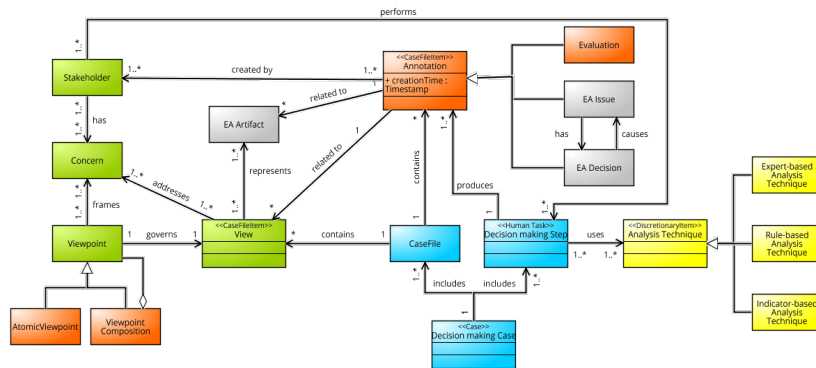 performs
<<CaseFileItem>>
Annotation
+ creationTime :
Timestamp
Evaluation
1..*
1..*
created by
1..*
Stakeholder
1..*
has
1..*
related to
1
*
EA Artifact
1..*
EA Issue
has
causes
EA Decision
Concern
1..*
frames
1..*
addresses
1..*
1..*
represents
1..*
related to
1
*
*
contains
1
1..*
produces
1
1..*
Expert-based
Analysis
Technique
Viewpoint
1
governs
1
<<CaseFileItem>>
View
*
contains
1
CaseFile
<<Human Task>>
Decision making Step
uses
1..*
1..*
<<DiscretionaryItem>>
Analysis Technique
Rule-based
Analysis
Technique
1..*
includes
includes
1..*
1
AtomicViewpoint
Viewpoint
Composition
<<Case>>
Decision making Case
Indicator-based
Analysis
Technique